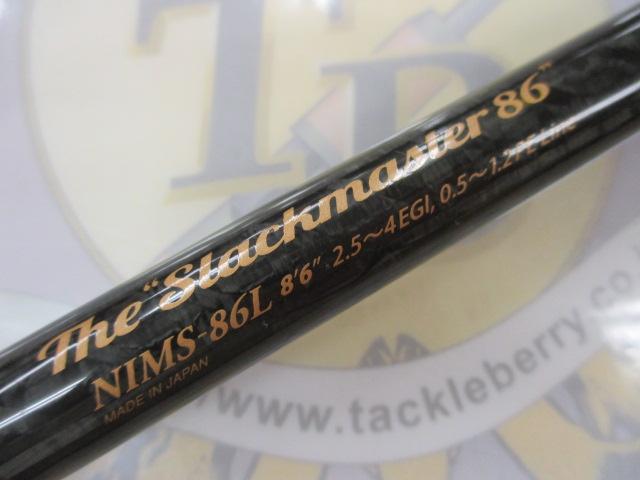 TB
The "Slackmaster 86"
NIMS-86L 8'6" 2.5~4EGI, 0.5~1.2PE Line
MADE IN JAPAN
www.tackleberry.co.